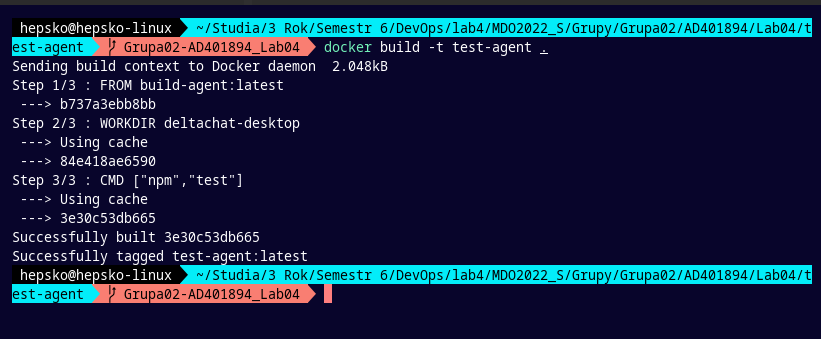 hepsko@hepsko-linux ~/Studia/3 Rok/Semestr 6/DevOps/lab4/MDO2022_S/Grupy/Grupa02/AD401894/Lab04/t
est-agent Grupa02-AD401894_Lab04 docker build -t test-agent .
Sending build context to Docker daemon  2.048kB
Step 1/3 : FROM build-agent:latest
 ---> b737a3ebb8bb
Step 2/3 : WORKDIR deltachat-desktop
 ---> Using cache
 ---> 84e418ae6590
Step 3/3 : CMD ["npm","test"]
 ---> Using cache
 ---> 3e30c53db665
Successfully built 3e30c53db665
Successfully tagged test-agent:latest
hepsko@hepsko-linux ~/Studia/3 Rok/Semestr 6/DevOps/lab4/MDO2022_S/Grupy/Grupa02/AD401894/Lab04/t
est-agent Grupa02-AD401894_Lab04